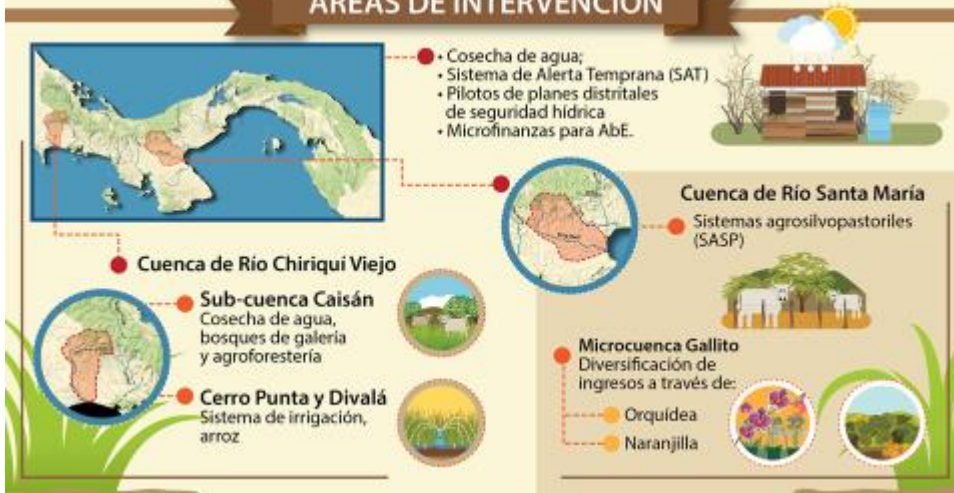 ÁREAS DE INTERVENCIÓN
• Cosecha de agua;
• Sistema de Alerta Temprana (SAT)
• Pilotos de planes distritales
de seguridad hídrica
• Microfinanzas para AbE.
Cuenca de Río Santa María
Sistemas agrosilvopastoriles
(SASP)
Cuenca de Río Chiriquí Viejo
Sub-cuenca Caisán
Cosecha de agua,
bosques de galería
y agroforestería
Cerro Punta y Divalá
Sistema de irrigación,
arroz
Microcuenca Gallito
Diversificación de
ingresos a través de:
Orquídea
Naranjilla